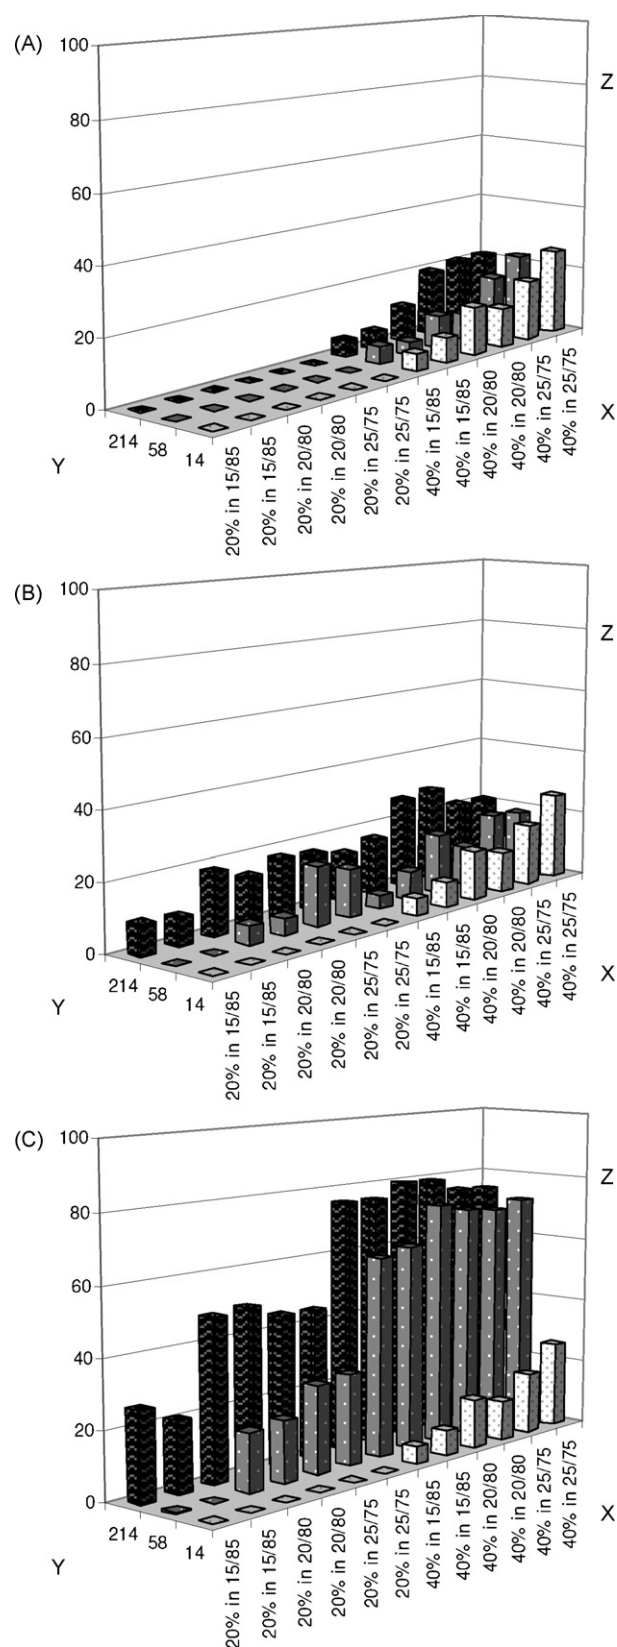 (A)
100
80
60
40
20
0
Z
214
58
14
Y
X
20% in 15/85
20% in 15/85
20% in 20/80
20% in 20/80
20% in 25/75
20% in 25/75
40% in 15/85
40% in 15/85
40% in 20/80
40% in 20/80
40% in 25/75
40% in 25/75
(B)
100
80
60
40
20
0
Z
214
58
14
Y
X
20% in 15/85
20% in 15/85
20% in 20/80
20% in 20/80
20% in 25/75
20% in 25/75
40% in 15/85
40% in 15/85
40% in 20/80
40% in 20/80
40% in 25/75
40% in 25/75
(C)
100
80
60
40
20
0
Z
214
58
14
Y
X
20% in 15/85
20% in 15/85
20% in 20/80
20% in 20/80
20% in 25/75
20% in 25/75
40% in 15/85
40% in 15/85
40% in 20/80
40% in 20/80
40% in 25/75
40% in 25/75